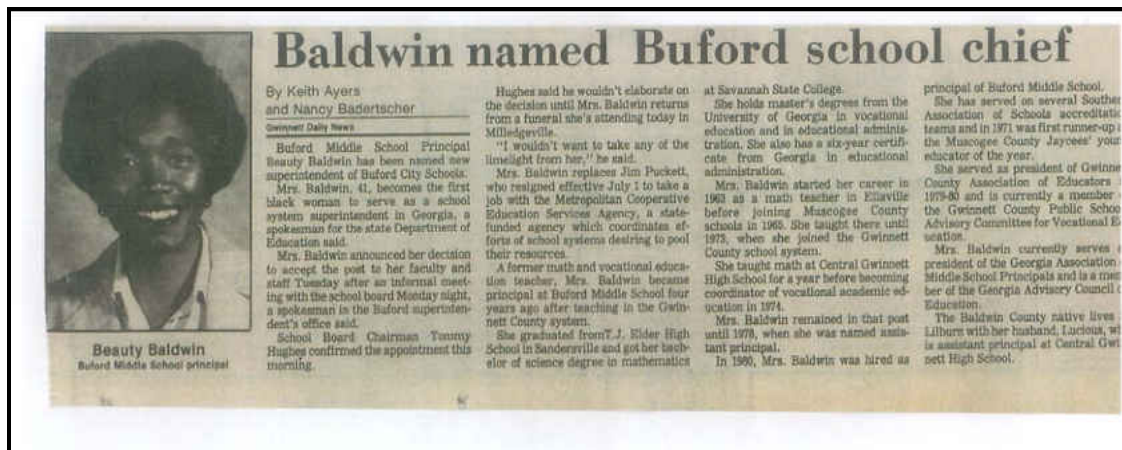 Baldwin named Buford school chief
By Keith Ayers
and Nancy Badertscher
Gwinnett Daily News
Buford Middle School Principal
Beauty Baldwin has been named new
superintendent of Buford City Schools.
Mrs. Baldwin, 41, becomes the first
black woman to serve as a school
system superintendent in Georgia, a
spokesman for the state Department of
Education said.
Mrs. Baldwin announced her decision
to accept the post to her faculty and
staff Tuesday after an informal meet-
ing with the school board Monday night,
a spokesman in the Buford superinten-
dent's office said.
School Board Chairman Tommy
Hughes confirmed the appointment this
morning.
Hughes said he wouldn't elaborate on
the decision until Mrs. Baldwin returns
from a funeral she's attending today in
Milledgeville.
"I wouldn't want to take any of the
limelight from her," he said.
Mrs. Baldwin replaces Jim Puckett,
who resigned effective July 1 to take a
job with the Metropolitan Cooperative
Education Services Agency, a state-
funded agency which coordinates ef-
forts of school systems desiring to pool
their resources.
A former math and vocational educa-
tion teacher, Mrs. Baldwin became
principal at Buford Middle School four
years ago after teaching in the Gwin-
nett County system.
She graduated from T.J. Elder High
School in Sandersville and got her bach-
elor of science degree in mathematics
at Savannah State College.
She holds master's degrees from the
University of Georgia in vocational
education and in educational adminis-
tration. She also has a six-year certifi-
cate from Georgia in educational
administration.
Mrs. Baldwin started her career in
1963 as a math teacher in Ellaville
before joining Muscogee County
schools in 1965. She taught there until
1973, when she joined the Gwinnett
County school system.
She taught math at Central Gwinnett
High School for a year before becoming
coordinator of vocational academic ed-
ucation in 1974.
Mrs. Baldwin remained in that post
until 1978, when she was named assis-
tant principal.
In 1980, Mrs. Baldwin was hired as
principal of Buford Middle School.
She has served on several Souther
Association of Schools accreditatio
teams and in 1971 was first runner-up
the Muscogee County Jaycees' youn
educator of the year.
She served as president of Gwinne
County Association of Educators
1979-80 and is currently a member
the Gwinnett County Public Schoo
Advisory Committee for Vocational E
ucation.
Mrs. Baldwin currently serves
president of the Georgia Association
Middle School Principals and is a mem
ber of the Georgia Advisory Council
Education.
The Baldwin County native lives
Lilburn with her husband, Lucious, w
is assistant principal at Central Gwi
nett High School.
Beauty Baldwin
Buford Middle School principal